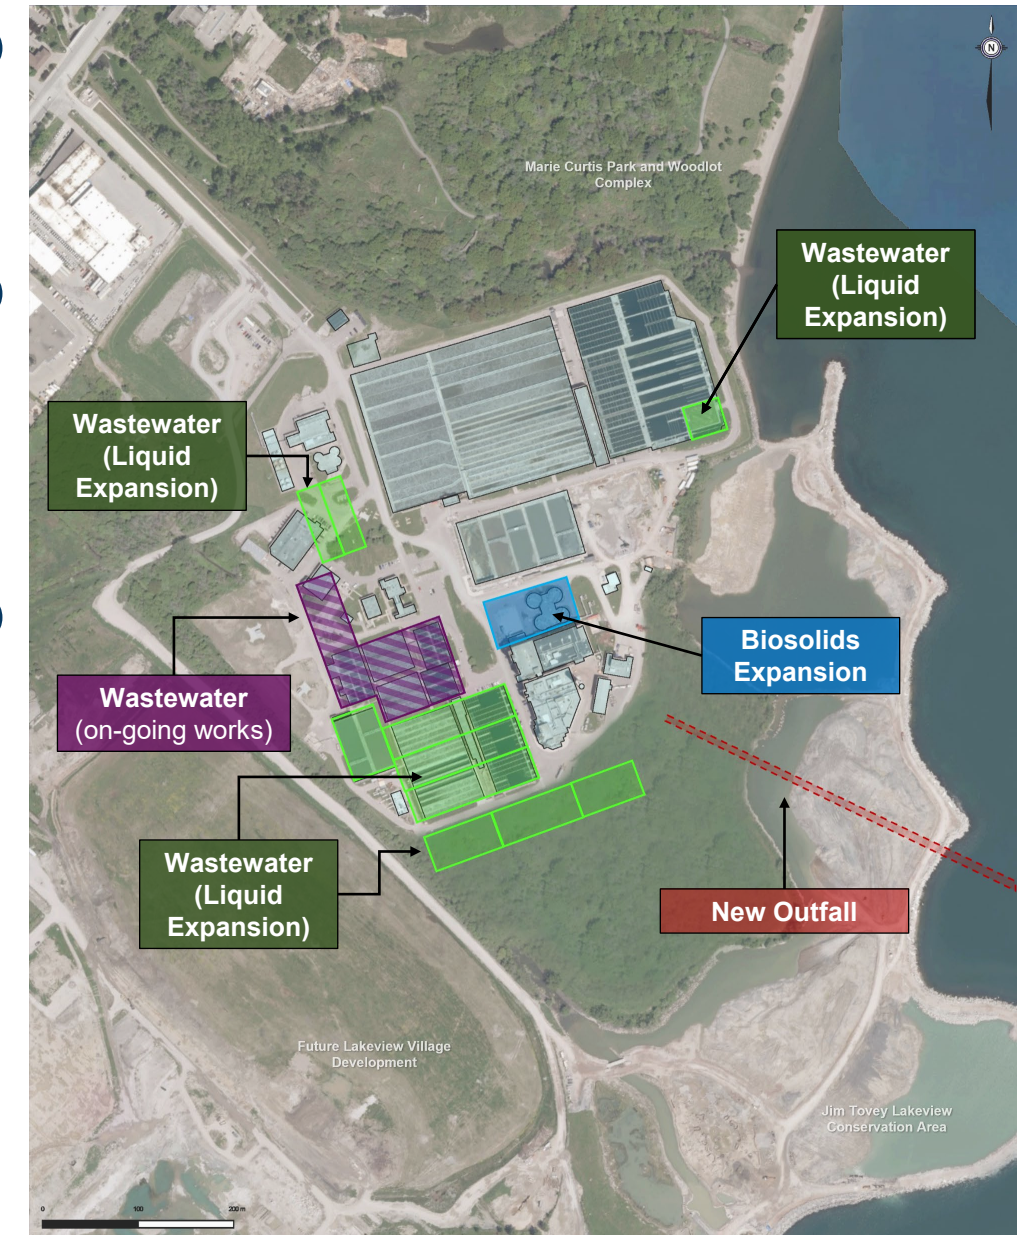 )
)
)
N
Marie Curtis Park and Woodlot
Complex
Wastewater
(Liquid
Expansion)
Wastewater
(Liquid
Expansion)
Biosolids
Expansion
Wastewater
(on-going works)
Wastewater
(Liquid
Expansion)
New Outfall
Future Lakeview Village
Development
Jim Tovey Lakeview
Conservation Area
0 100 200 m